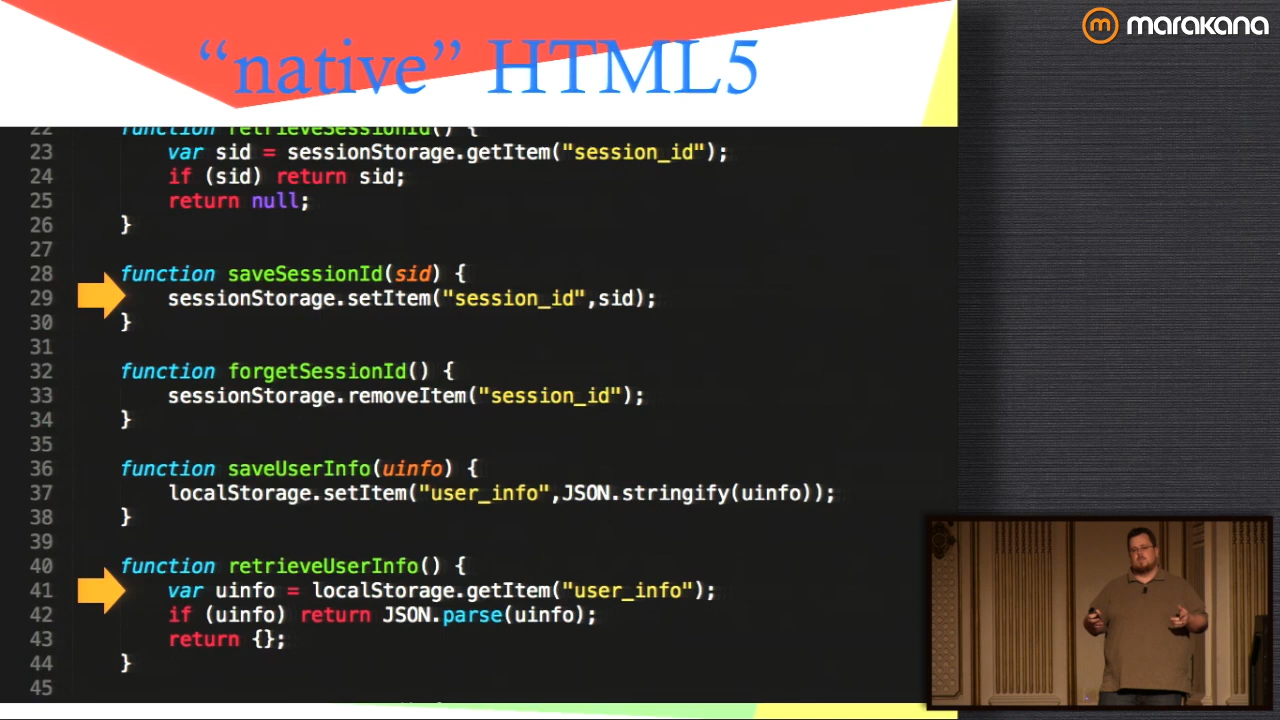 “native” HTML5
marakana
22 function retrieveSessionId() {
23 var sid = sessionStorage.getItem("session_id");
24 if (sid) return sid;
25 return null;
26 }
27
28 function saveSessionId(sid) {
29 sessionStorage.setItem("session_id",sid);
30 }
31
32 function forgetSessionId() {
33 sessionStorage.removeItem("session_id");
34 }
35
36 function saveUserInfo(uinfo) {
37 localStorage.setItem("user_info",JSON.stringify(uinfo));
38 }
39
40 function retrieveUserInfo() {
41 var uinfo = localStorage.getItem("user_info");
42 if (uinfo) return JSON.parse(uinfo);
43 return {};
44 }
45